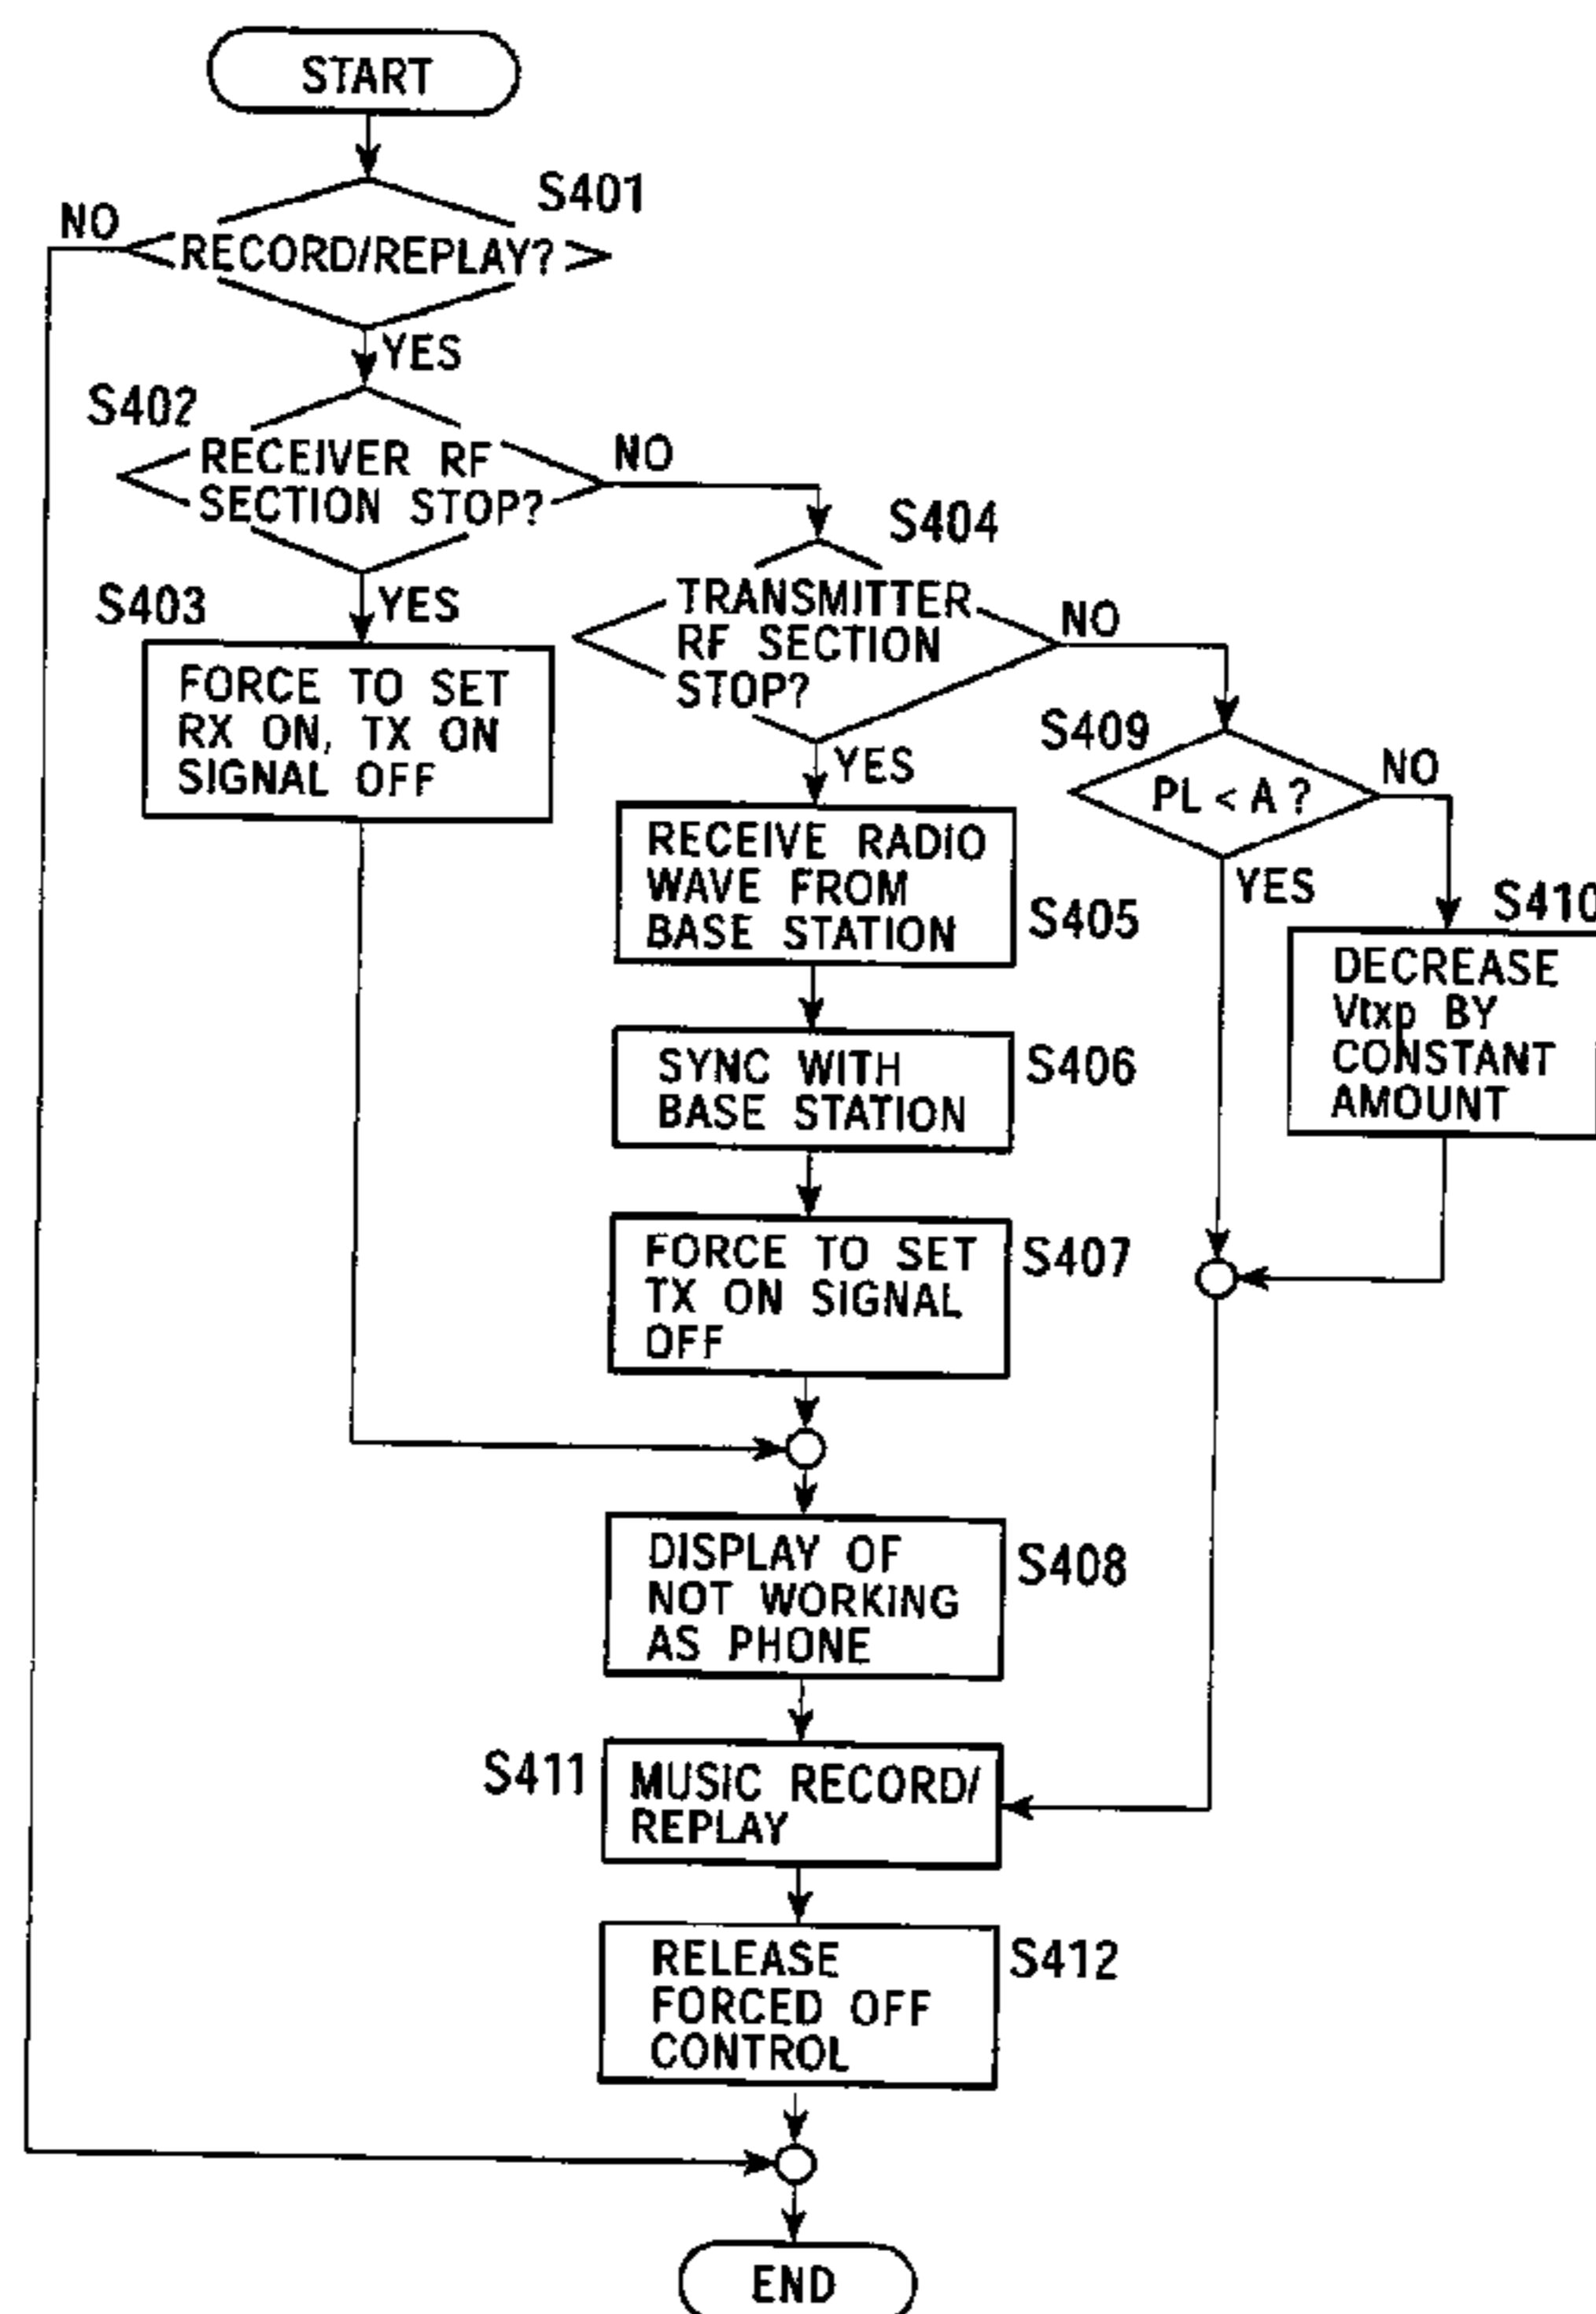 START
S401
NO
RECORD/REPLAY?
YES
S402
RECEIVER RF
SECTION STOP?
NO
YES
S403
FORCE TO SET
RX ON, TX ON
SIGNAL OFF
S404
TRANSMITTER
RF SECTION
STOP?
NO
YES
S409
PL < A ?
NO
YES
RECEIVE RADIO
WAVE FROM
BASE STATION
S405
S410
DECREASE
Vtxp BY
CONSTANT
AMOUNT
SYNC WITH
BASE STATION
S406
FORCE TO SET
TX ON SIGNAL
OFF
S407
DISPLAY OF
NOT WORKING
AS PHONE
S408
S411
MUSIC RECORD/
REPLAY
RELEASE
FORCED OFF
CONTROL
S412
END